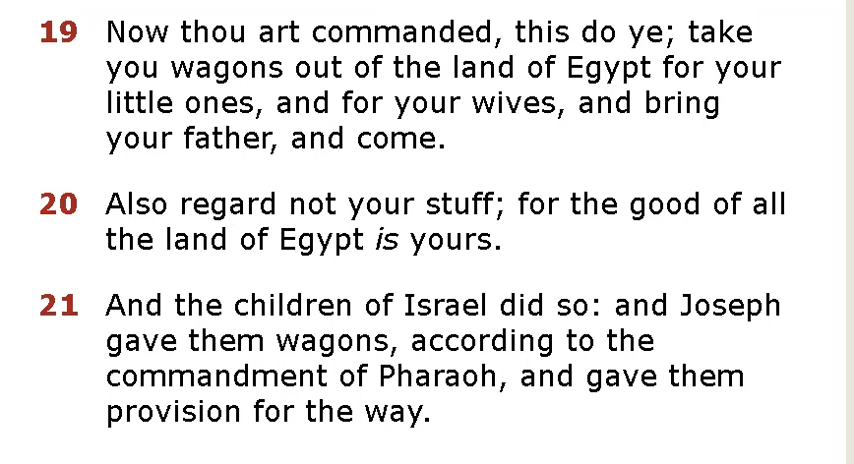 19 Now thou art commanded, this do ye; take
you wagons out of the land of Egypt for your
little ones, and for your wives, and bring
your father, and come.
20 Also regard not your stuff; for the good of all
the land of Egypt is yours.
21 And the children of Israel did so: and Joseph
gave them wagons, according to the
commandment of Pharaoh, and gave them
provision for the way.